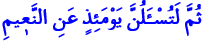 ثُمَّ لَتُسْـَٔلُنَّ يَوْمَئِذٍ عَنِ النَّعِيمِ